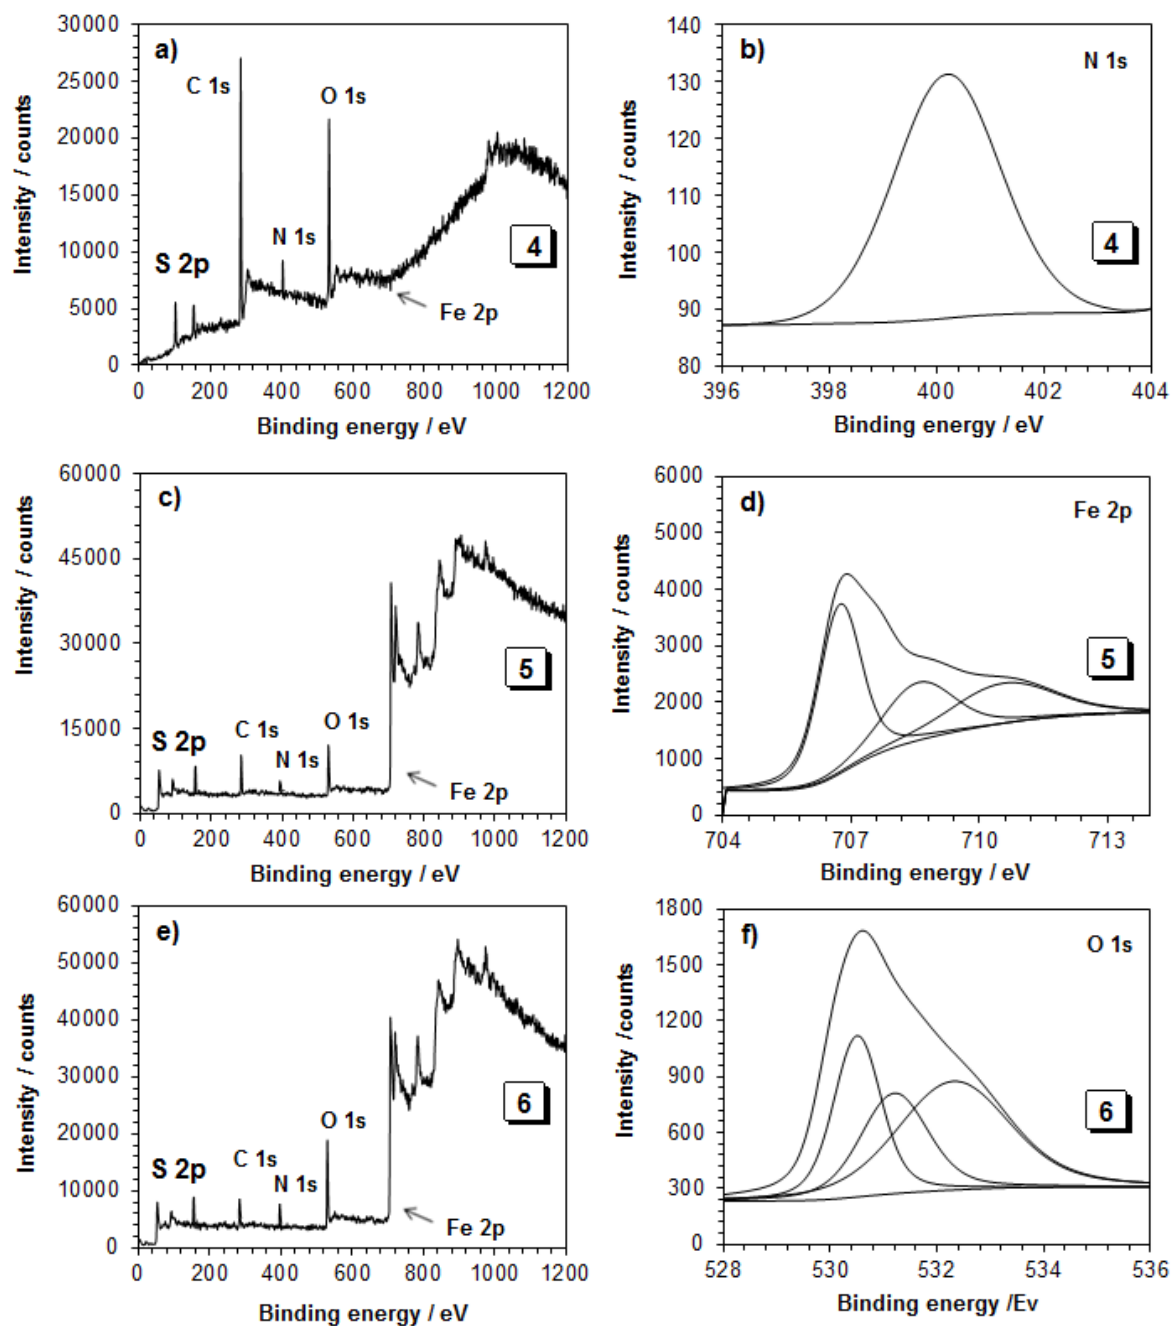 a)
C 1s
O 1s
N 1s
S 2p
Fe 2p
4
Intensity / counts
30000
25000
20000
15000
10000
5000
0
0 200 400 600 800 1000 1200
Binding energy / eV
b)
N 1s
4
Intensity / counts
140
130
120
110
100
90
80
396 398 400 402 404
Binding energy / eV
c)
5
S 2p
C 1s
N 1s
O 1s
Fe 2p
Intensity / counts
60000
45000
30000
15000
0
0 200 400 600 800 1000 1200
Binding energy / eV
d)
Fe 2p
5
Intensity / counts
6000
5000
4000
3000
2000
1000
0
704 707 710 713
Binding energy / eV
e)
6
O 1s
S 2p
C 1s
N 1s
Fe 2p
Intensity / counts
60000
50000
40000
30000
20000
10000
0
0 200 400 600 800 1000 1200
Binding energy / eV
f)
O 1s
6
Intensity /counts
1800
1500
1200
900
600
300
0
528 530 532 534 536
Binding energy /Ev